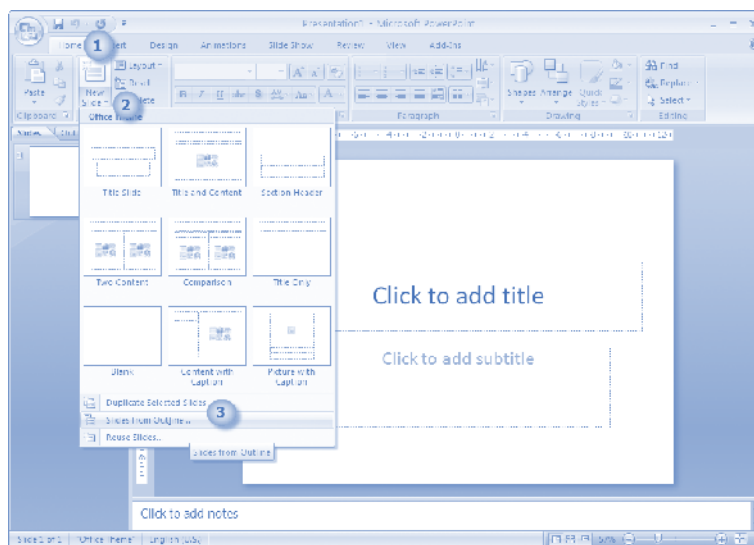 Presentation1 - Microsoft PowerPoint
Home Design Animations Slide Show Review View Add-Ins
1
Paste
New Slide
Layout
Reset
2
Shapes Arrange Quick Styles
Find
Replace
Select
Clipboard Paragraph Drawing Editing
Slides
Office Theme
Title Slide Title and Content Section Header
Two Content Comparison Title Only
Blank Content with Caption Picture with Caption
Duplicate Selected Slides
Slides from Outline...
3
Reuse Slides...
Slides from Outline
Click to add title
Click to add subtitle
Click to add notes
Slide 1 of 1 "Office Theme" English (U.S.) 57%